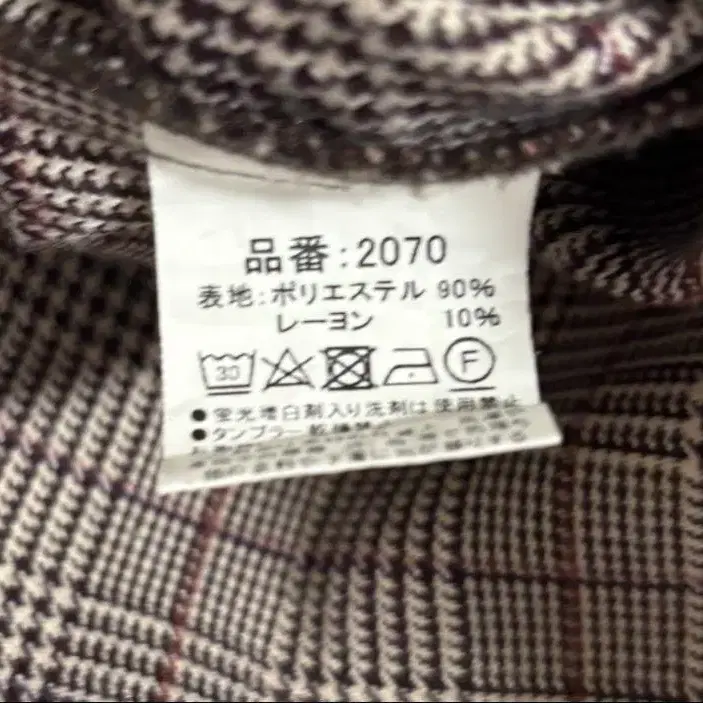 品番:2070
表地:ポリエステル 90%
レーヨン 10%
30
F
●蛍光増白剤入り洗剤は使用禁止
●タンブラー乾燥禁止